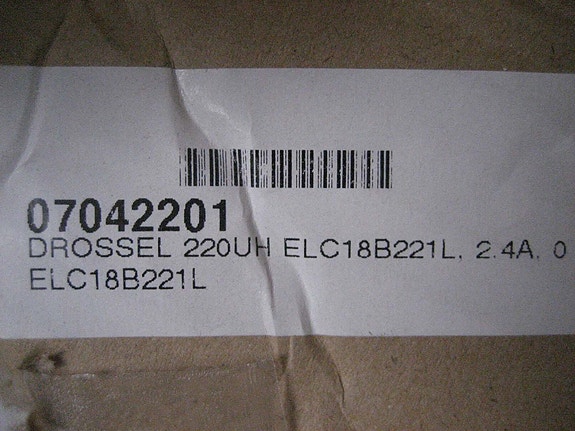 07042201
DROSSEL 220UH ELC18B221L, 2.4A, 0
ELC18B221L